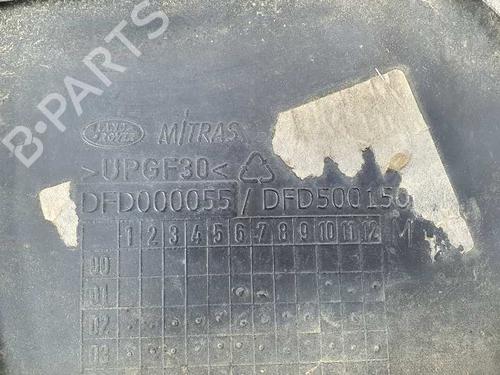 B-PARTS
LAND ROVER
MITRAS
>UPGF30<
DFD000055 / DFD500150
1 2 3 4 5 6 7 8 9 10 11 12 M
00
01
02
03